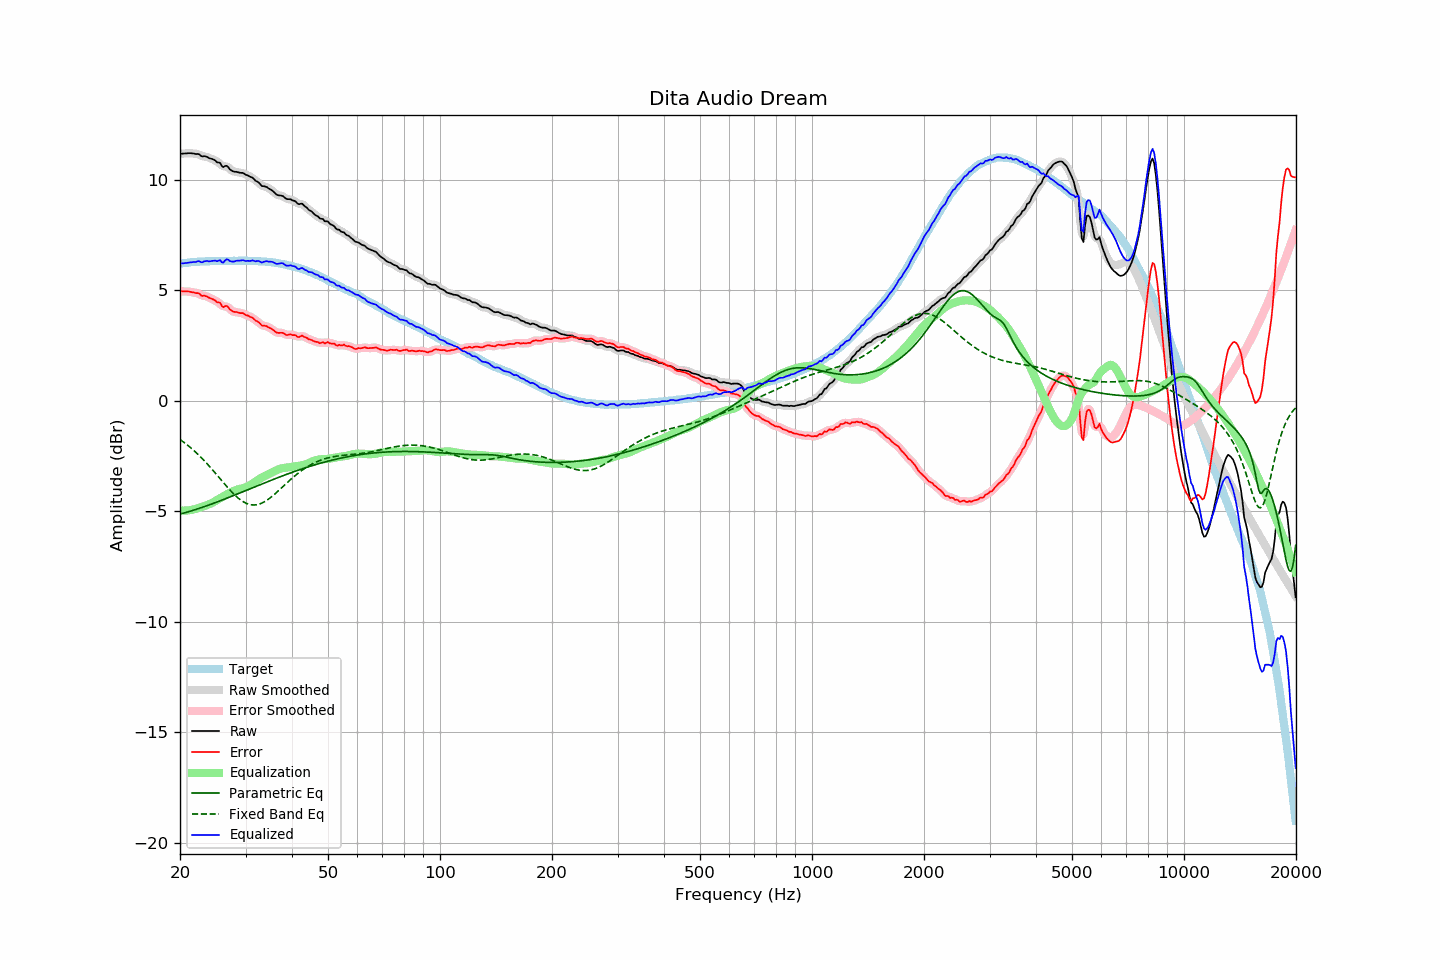 Dita Audio Dream
Amplitude (dBr)
10
5
0
−5
−10
−15
−20
Target
Raw Smoothed
Error Smoothed
Raw
Error
Equalization
Parametric Eq
Fixed Band Eq
Equalized
20 50 100 200 500 1000 2000 5000 10000 20000
Frequency (Hz)